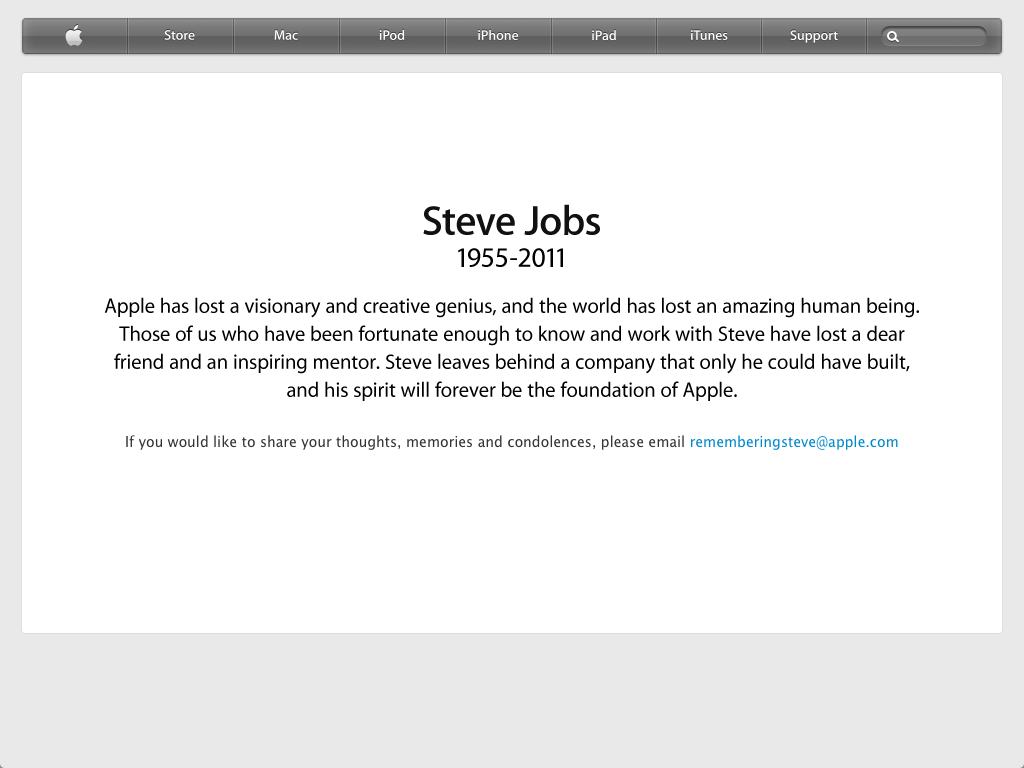 Store Mac iPod iPhone iPad iTunes Support
Steve Jobs
1955-2011
Apple has lost a visionary and creative genius, and the world has lost an amazing human being.
Those of us who have been fortunate enough to know and work with Steve have lost a dear
friend and an inspiring mentor. Steve leaves behind a company that only he could have built,
and his spirit will forever be the foundation of Apple.
If you would like to share your thoughts, memories and condolences, please email rememberingsteve@apple.com